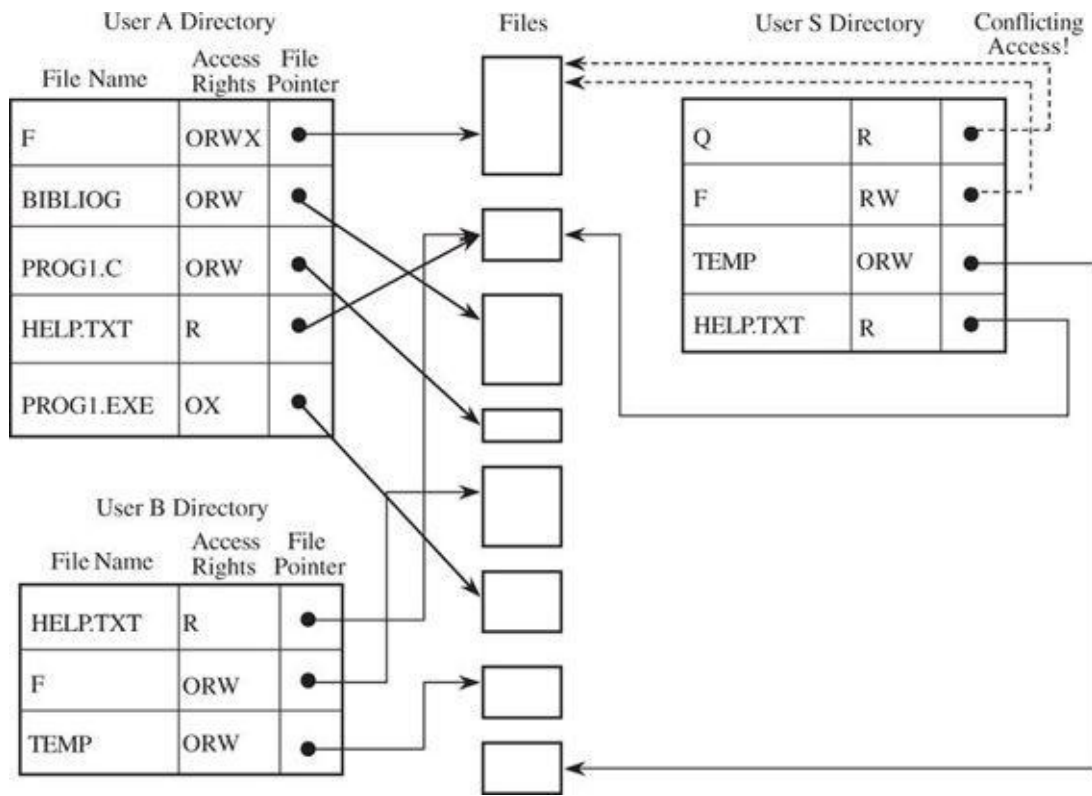 User A Directory
File Name Access Rights File Pointer
F ORWX
BIBLIOG ORW
PROG1.C ORW
HELP.TXT R
PROG1.EXE OX
User B Directory
File Name Access Rights File Pointer
HELP.TXT R
F ORW
TEMP ORW
Files
User S Directory
Conflicting
Access!
Q R
F RW
TEMP ORW
HELP.TXT R